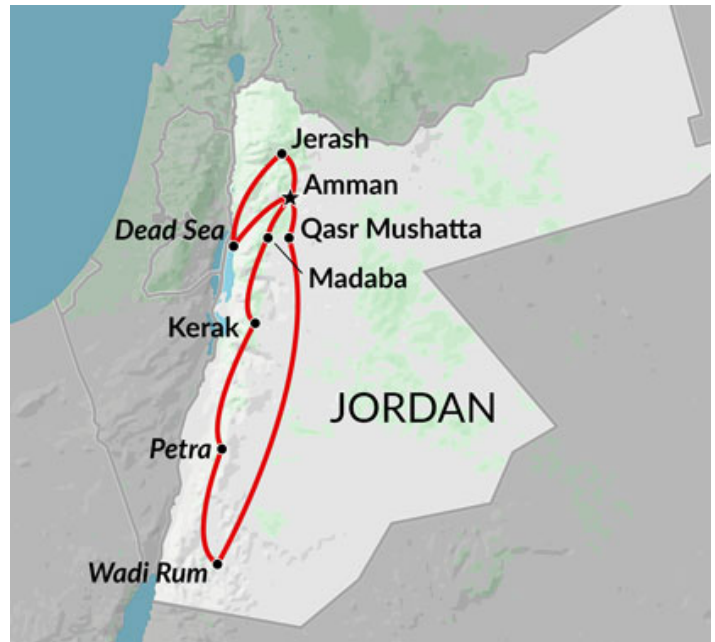 Jerash
Amman
Dead Sea
Qasr Mushatta
Madaba
Kerak
JORDAN
Petra
Wadi Rum